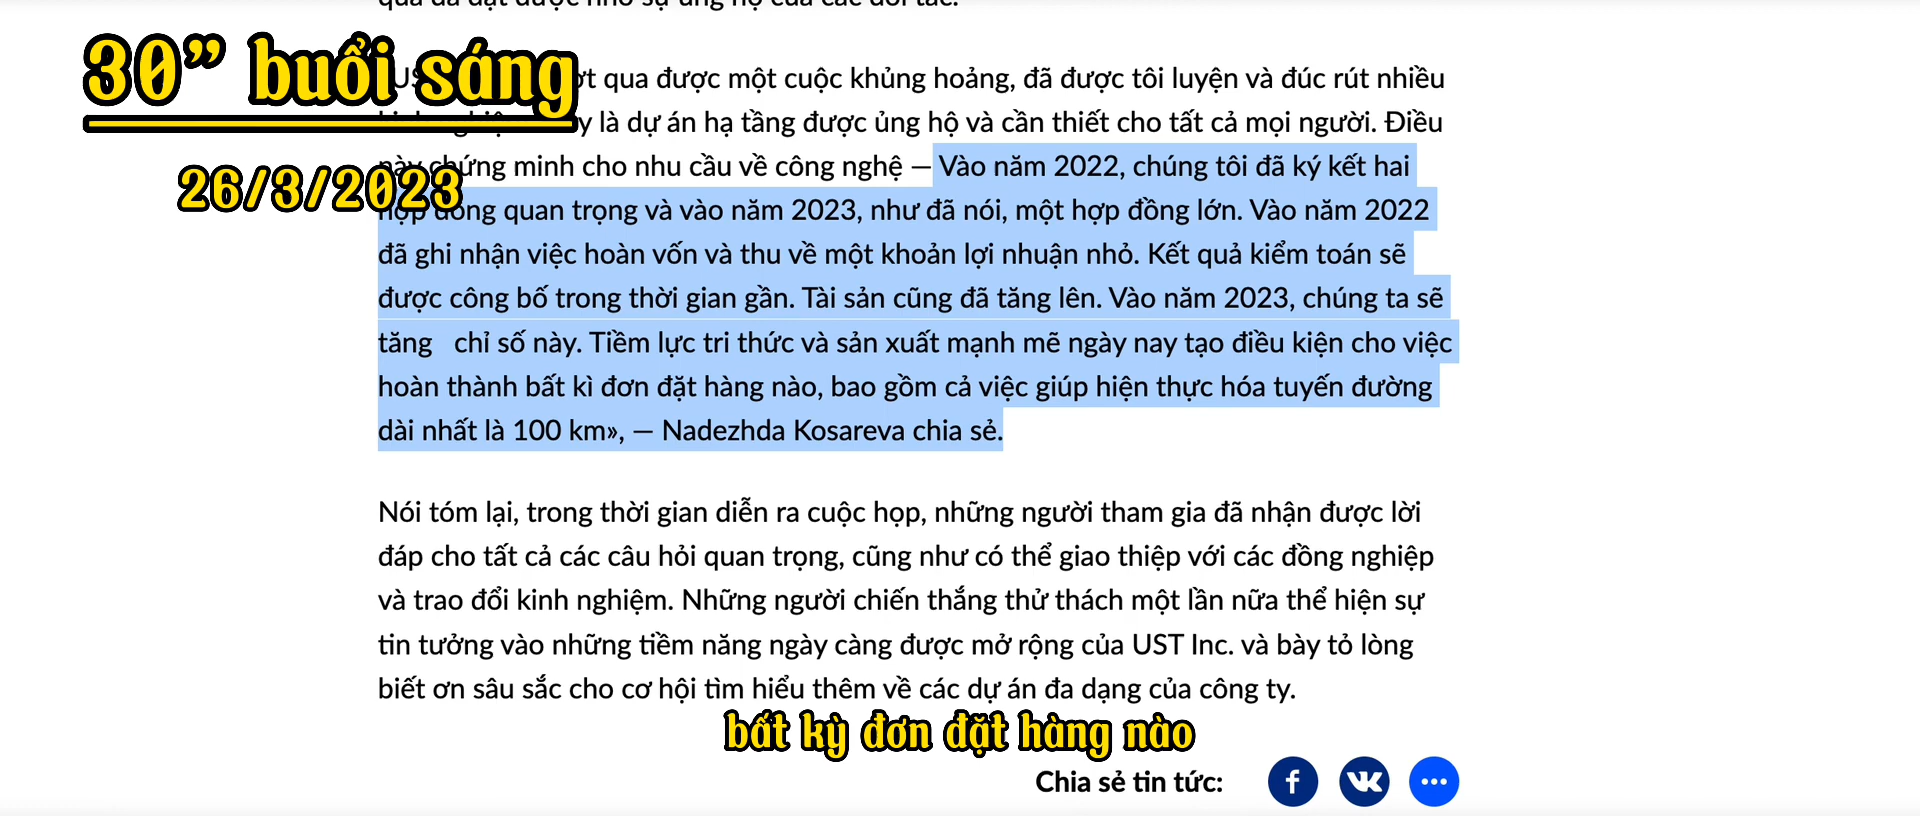 quả đã đạt được nhờ sự ủng hộ của các đối tác.
30” buổi sáng
qua được một cuộc khủng hoảng, đã được tôi luyện và đúc rút nhiều
là dự án hạ tầng được ủng hộ và cần thiết cho tất cả mọi người. Điều
này chứng minh cho nhu cầu về công nghệ — Vào năm 2022, chúng tôi đã ký kết hai
26/3/2023
hợp đồng quan trọng và vào năm 2023, như đã nói, một hợp đồng lớn. Vào năm 2022
đã ghi nhận việc hoàn vốn và thu về một khoản lợi nhuận nhỏ. Kết quả kiểm toán sẽ
được công bố trong thời gian gần. Tài sản cũng đã tăng lên. Vào năm 2023, chúng ta sẽ
tăng chỉ số này. Tiềm lực tri thức và sản xuất mạnh mẽ ngày nay tạo điều kiện cho việc
hoàn thành bất kì đơn đặt hàng nào, bao gồm cả việc giúp hiện thực hóa tuyến đường
dài nhất là 100 km», — Nadezhda Kosareva chia sẻ.
Nói tóm lại, trong thời gian diễn ra cuộc họp, những người tham gia đã nhận được lời
đáp cho tất cả các câu hỏi quan trọng, cũng như có thể giao thiệp với các đồng nghiệp
và trao đổi kinh nghiệm. Những người chiến thắng thử thách một lần nữa thể hiện sự
tin tưởng vào những tiềm năng ngày càng được mở rộng của UST Inc. và bày tỏ lòng
biết ơn sâu sắc cho cơ hội tìm hiểu thêm về các dự án đa dạng của công ty.
bất kỳ đơn đặt hàng nào
Chia sẻ tin tức: